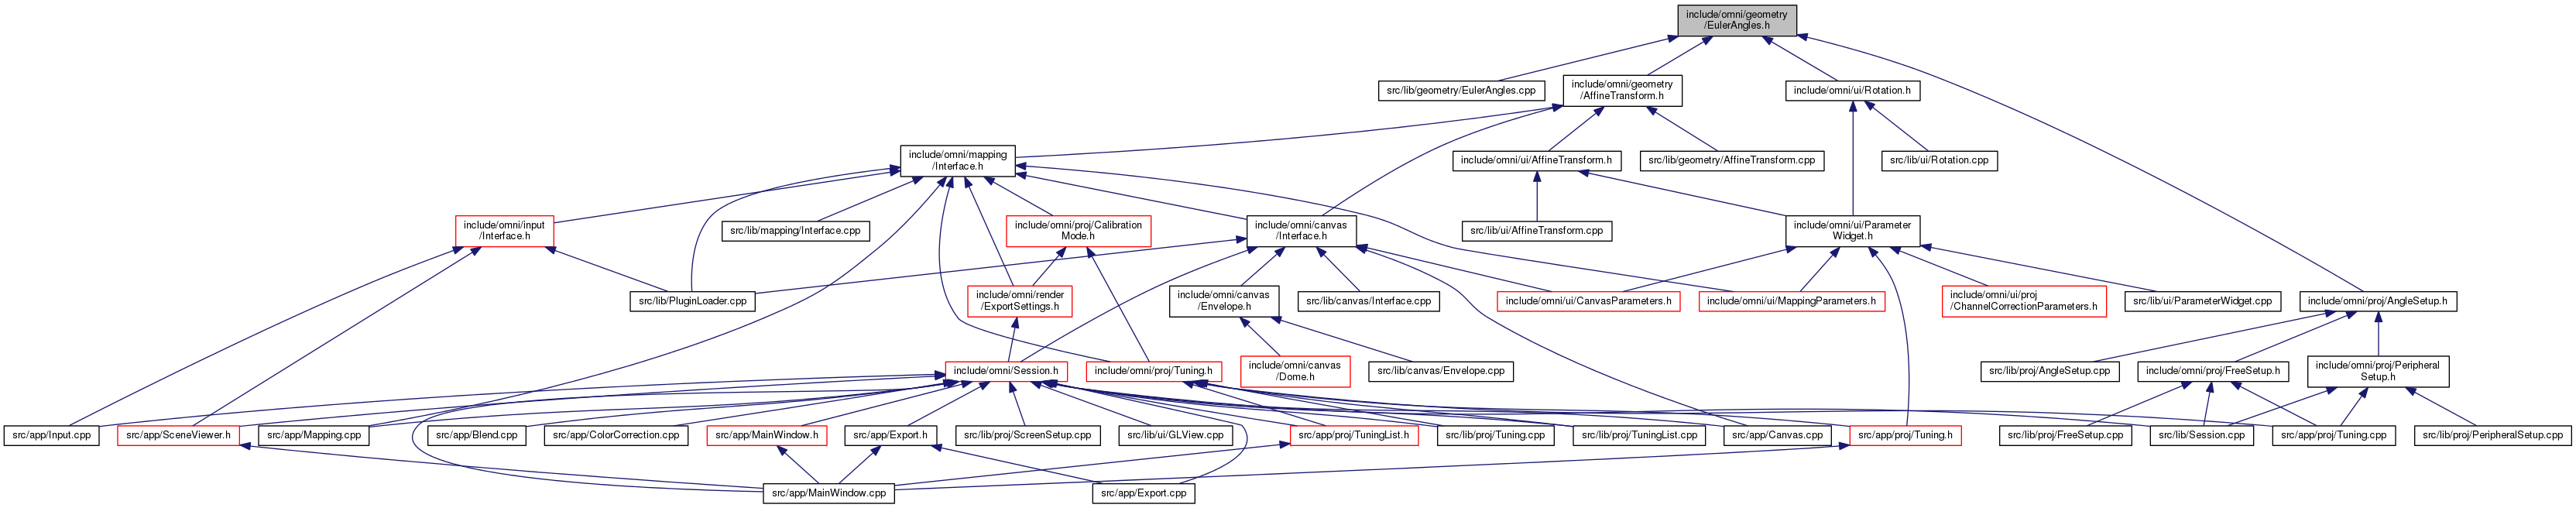 include/omni/geometry
/EulerAngles.h
src/lib/geometry/EulerAngles.cpp
include/omni/geometry
/AffineTransform.h
include/omni/ui/Rotation.h
include/omni/mapping
/Interface.h
include/omni/ui/AffineTransform.h
src/lib/geometry/AffineTransform.cpp
src/lib/ui/Rotation.cpp
include/omni/input
/Interface.h
src/lib/mapping/Interface.cpp
include/omni/proj/Calibration
Mode.h
include/omni/canvas
/Interface.h
src/lib/ui/AffineTransform.cpp
include/omni/ui/Parameter
Widget.h
src/lib/PluginLoader.cpp
include/omni/render
/ExportSettings.h
include/omni/canvas
/Envelope.h
src/lib/canvas/Interface.cpp
include/omni/ui/CanvasParameters.h
include/omni/ui/MappingParameters.h
include/omni/ui/proj
/ChannelCorrectionParameters.h
src/lib/ui/ParameterWidget.cpp
include/omni/proj/AngleSetup.h
include/omni/Session.h
include/omni/proj/Tuning.h
include/omni/canvas
/Dome.h
src/lib/canvas/Envelope.cpp
src/lib/proj/AngleSetup.cpp
include/omni/proj/FreeSetup.h
include/omni/proj/Peripheral
Setup.h
src/app/Input.cpp
src/app/SceneViewer.h
src/app/Mapping.cpp
src/app/Blend.cpp
src/app/ColorCorrection.cpp
src/app/MainWindow.h
src/app/Export.h
src/lib/proj/ScreenSetup.cpp
src/lib/ui/GLView.cpp
src/app/proj/TuningList.h
src/lib/proj/Tuning.cpp
src/lib/proj/TuningList.cpp
src/app/Canvas.cpp
src/app/proj/Tuning.h
src/lib/proj/FreeSetup.cpp
src/lib/Session.cpp
src/app/proj/Tuning.cpp
src/lib/proj/PeripheralSetup.cpp
src/app/MainWindow.cpp
src/app/Export.cpp